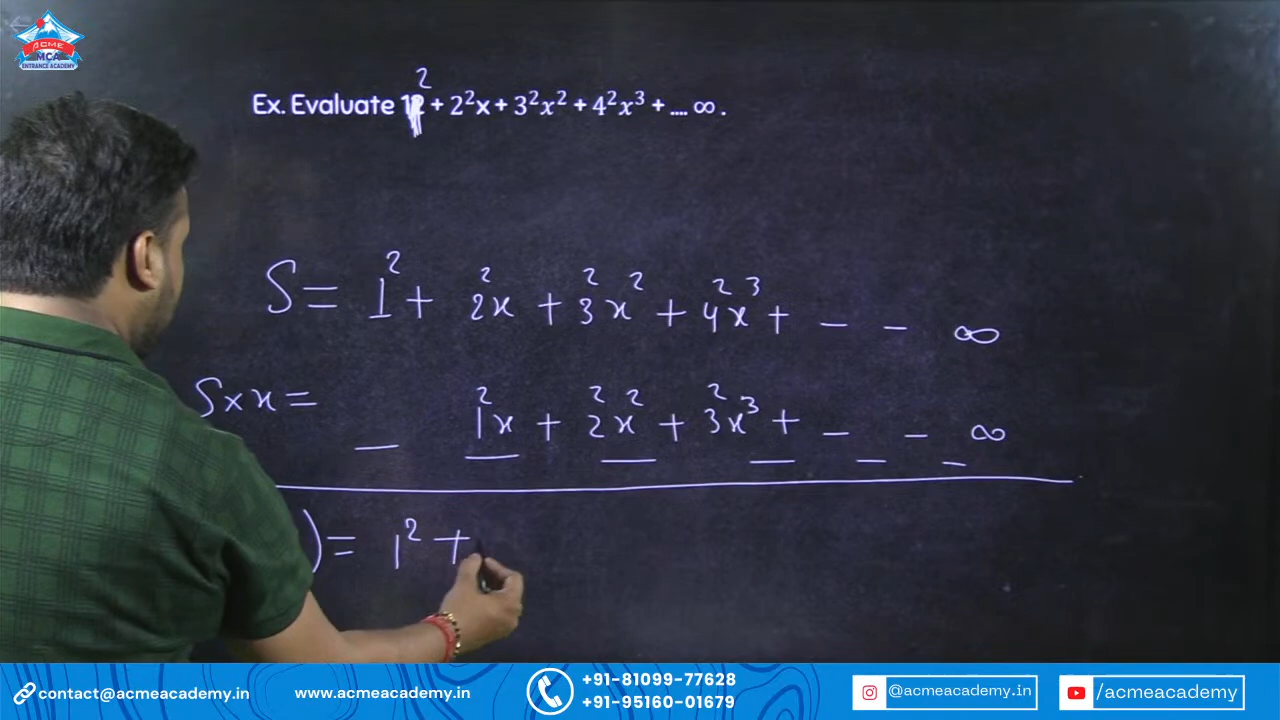 ACME
MCA
ENTRANCE ACADEMY
Ex. Evaluate 1² + 2²x + 3²x² + 4²x³ + .... ∞ .
S = 1² + 2²x + 3²x² + 4²x³ + - - ∞
S×x = 1²x + 2²x² + 3²x³ + - - ∞
) = 1² +
contact@acmeacademy.in
www.acmeacademy.in
+91-81099-77628
+91-95160-01679
@acmeacademy.in
/acmeacademy